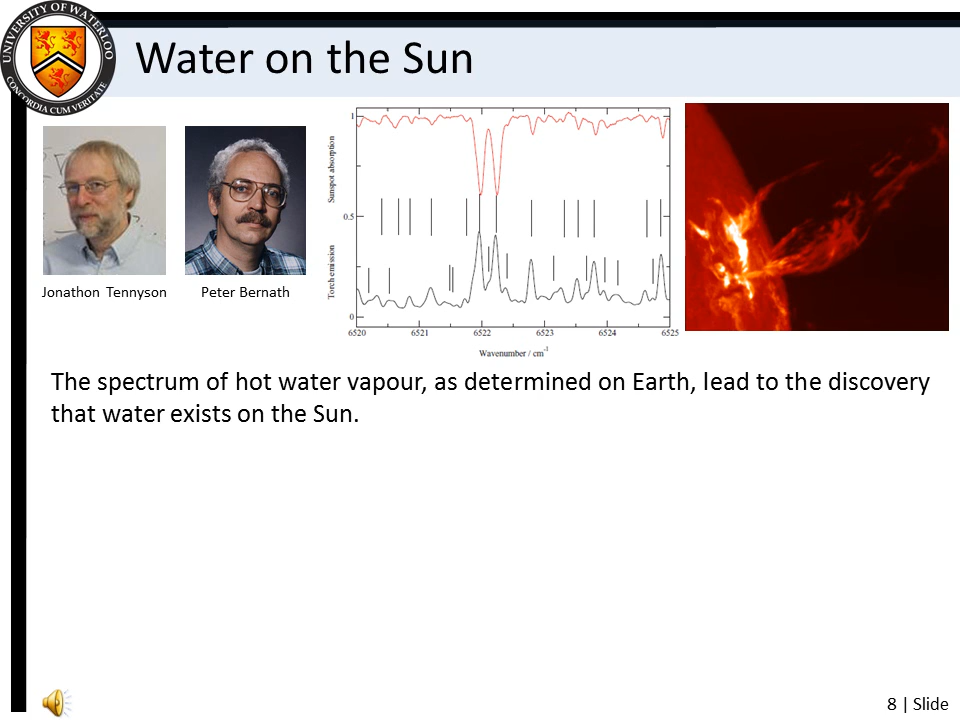 UNIVERSITY OF WATERLOO
CONCORDIA CUM VERITATE
Water on the Sun
Jonathon Tennyson
Peter Bernath
Sunspot absorption
Torch emission
1
0.5
0
6520 6521 6522 6523 6524 6525
Wavenumber / cm-1
The spectrum of hot water vapour, as determined on Earth, lead to the discovery
that water exists on the Sun.
8 | Slide